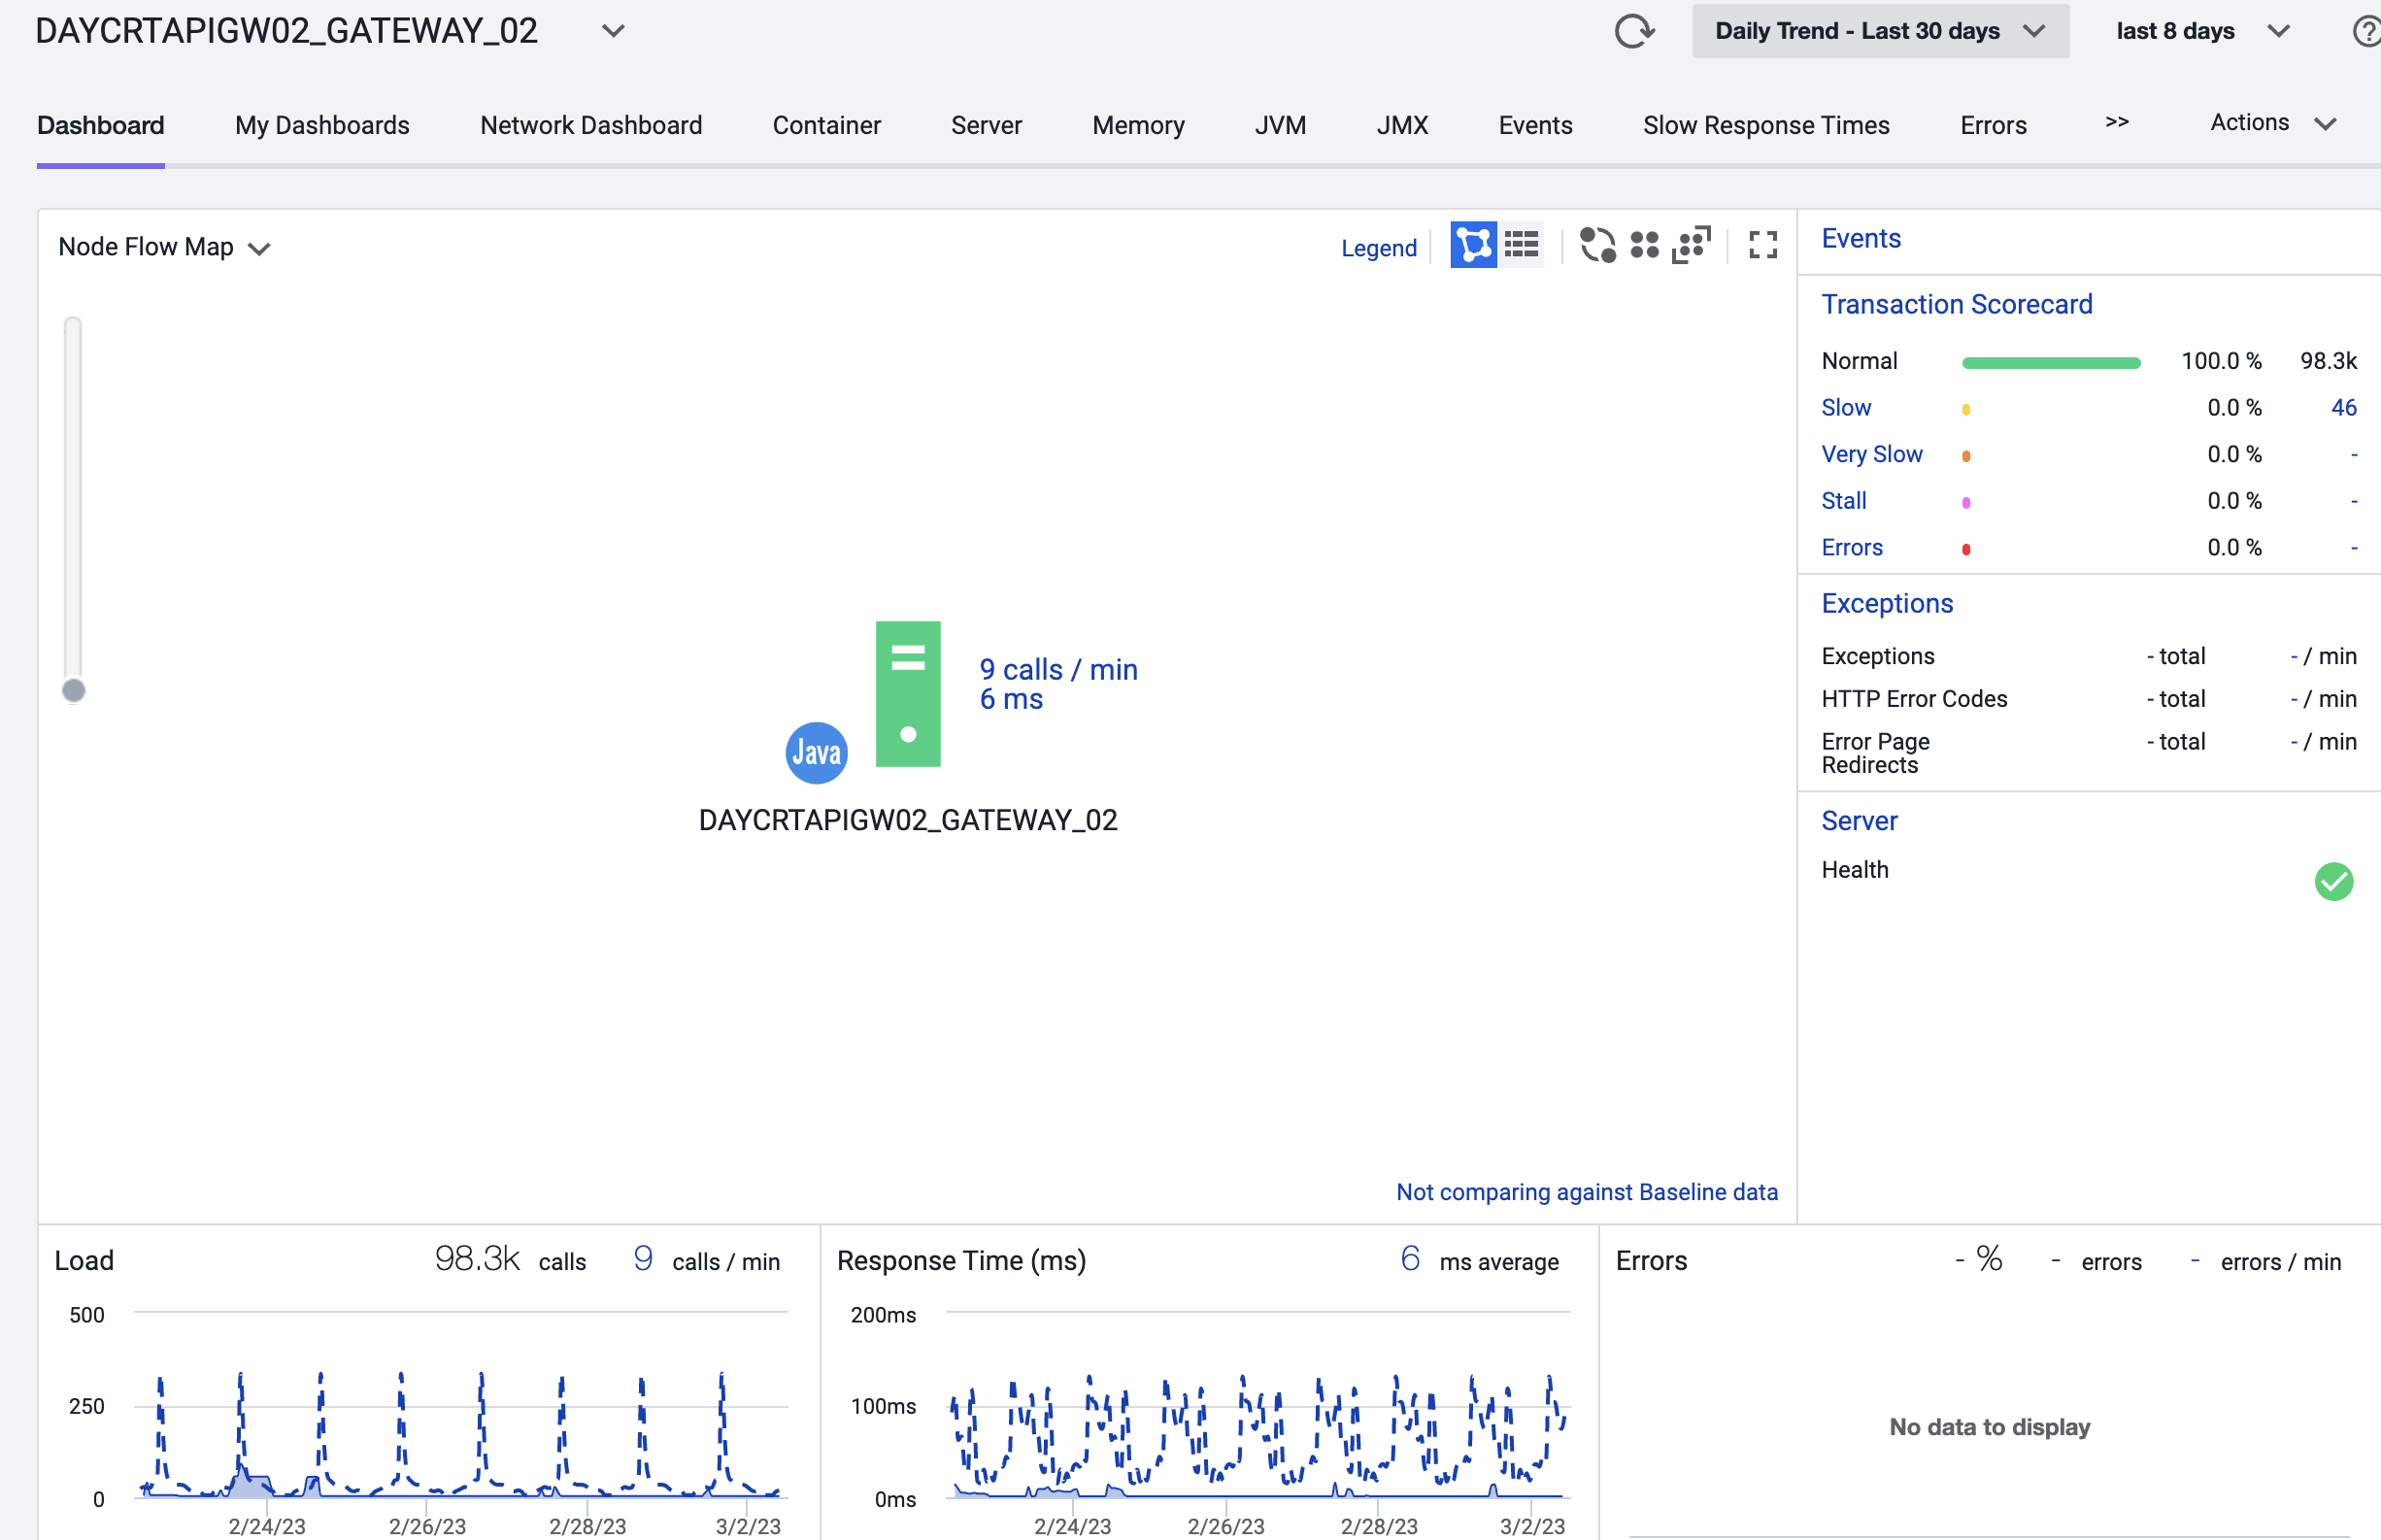 DAYCRTAPIGW02_GATEWAY_02
Daily Trend - Last 30 days
last 8 days
?
Dashboard
My Dashboards
Network Dashboard
Container
Server
Memory
JVM
JMX
Events
Slow Response Times
Errors
>>
Actions
Node Flow Map
Legend
9 calls / min
6 ms
Java
DAYCRTAPIGW02_GATEWAY_02
Not comparing against Baseline data
Events
Transaction Scorecard
Normal 100.0 % 98.3k
Slow 0.0 % 46
Very Slow 0.0 % -
Stall 0.0 % -
Errors 0.0 % -
Exceptions
Exceptions - total - / min
HTTP Error Codes - total - / min
Error Page - total - / min
Redirects
Server
Health
Load 98.3k calls 9 calls / min
500
250
0
2/24/23 2/26/23 2/28/23 3/2/23
Response Time (ms) 6 ms average
200ms
100ms
0ms
2/24/23 2/26/23 2/28/23 3/2/23
Errors - % - errors - errors / min
No data to display